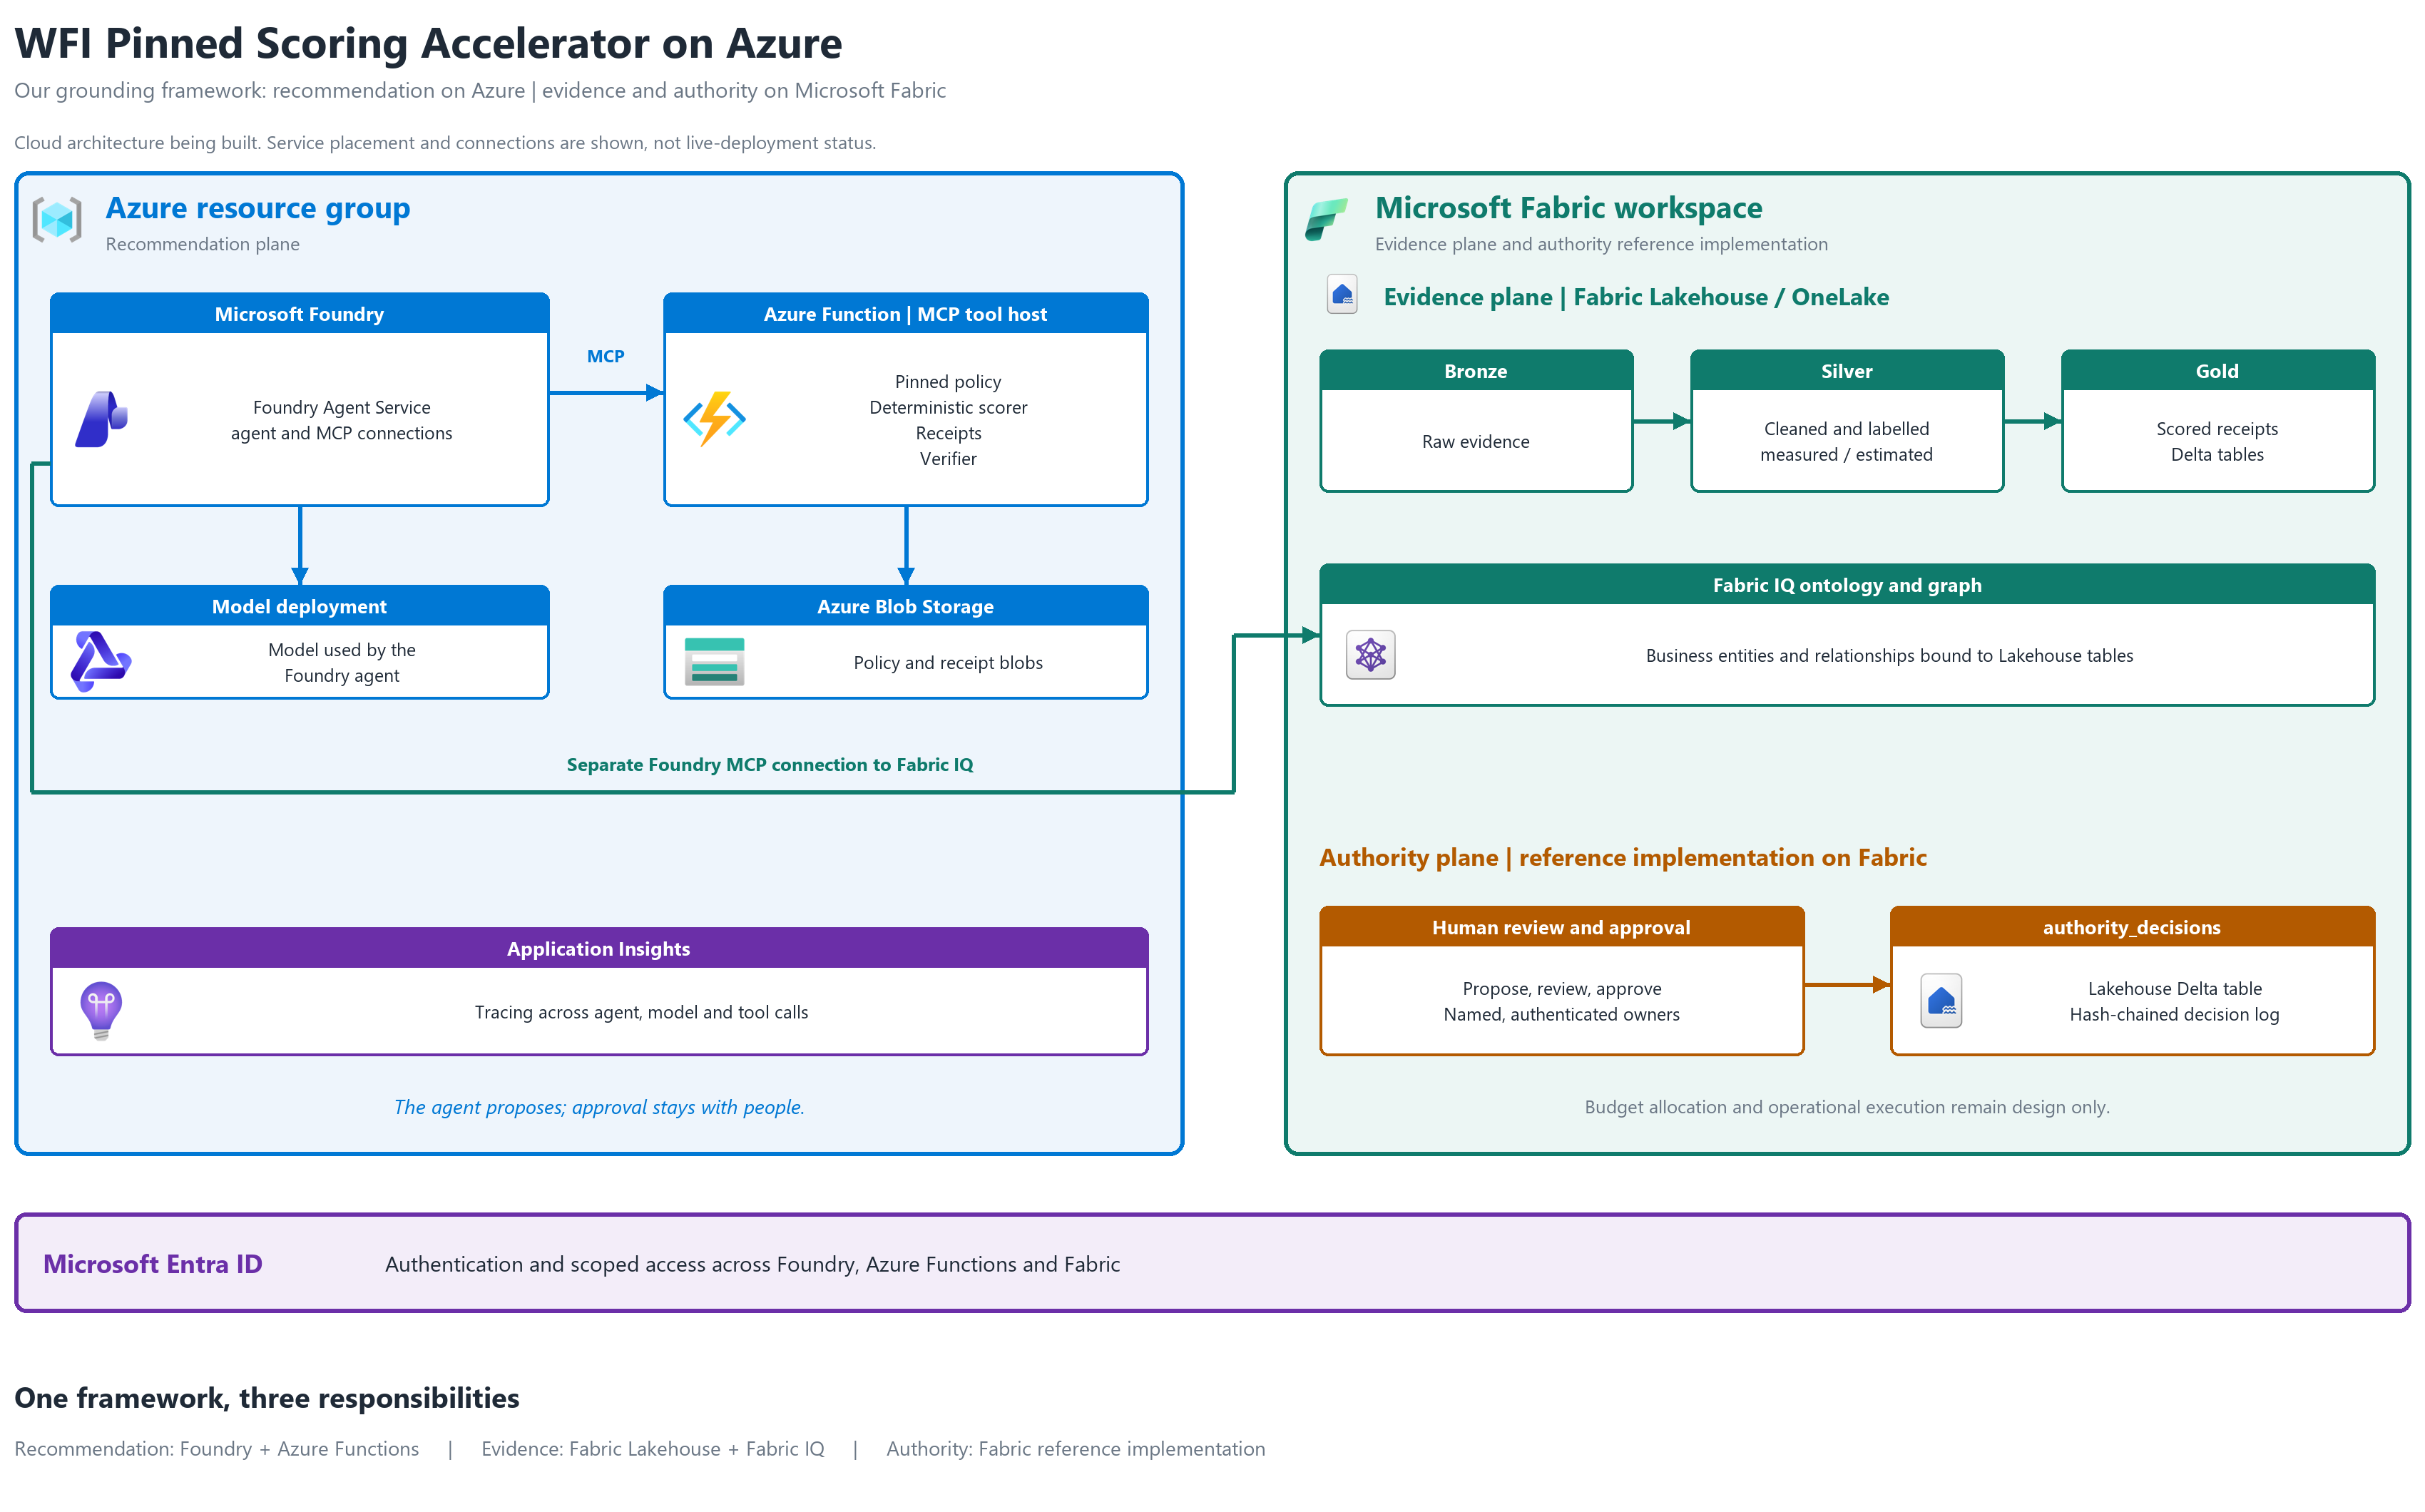 WFI Pinned Scoring Accelerator on Azure
Our grounding framework: recommendation on Azure | evidence and authority on Microsoft Fabric
Cloud architecture being built. Service placement and connections are shown, not live-deployment status.
Azure resource group
Recommendation plane
Microsoft Foundry
Foundry Agent Service
agent and MCP connections
MCP
Azure Function | MCP tool host
Pinned policy
Deterministic scorer
Receipts
Verifier
Model deployment
Model used by the
Foundry agent
Azure Blob Storage
Policy and receipt blobs
Separate Foundry MCP connection to Fabric IQ
Application Insights
Tracing across agent, model and tool calls
The agent proposes; approval stays with people.
Microsoft Fabric workspace
Evidence plane and authority reference implementation
Evidence plane | Fabric Lakehouse / OneLake
Bronze
Raw evidence
Silver
Cleaned and labelled
measured / estimated
Gold
Scored receipts
Delta tables
Fabric IQ ontology and graph
Business entities and relationships bound to Lakehouse tables
Authority plane | reference implementation on Fabric
Human review and approval
Propose, review, approve
Named, authenticated owners
authority_decisions
Lakehouse Delta table
Hash-chained decision log
Budget allocation and operational execution remain design only.
Microsoft Entra ID
Authentication and scoped access across Foundry, Azure Functions and Fabric
One framework, three responsibilities
Recommendation: Foundry + Azure Functions | Evidence: Fabric Lakehouse + Fabric IQ | Authority: Fabric reference implementation